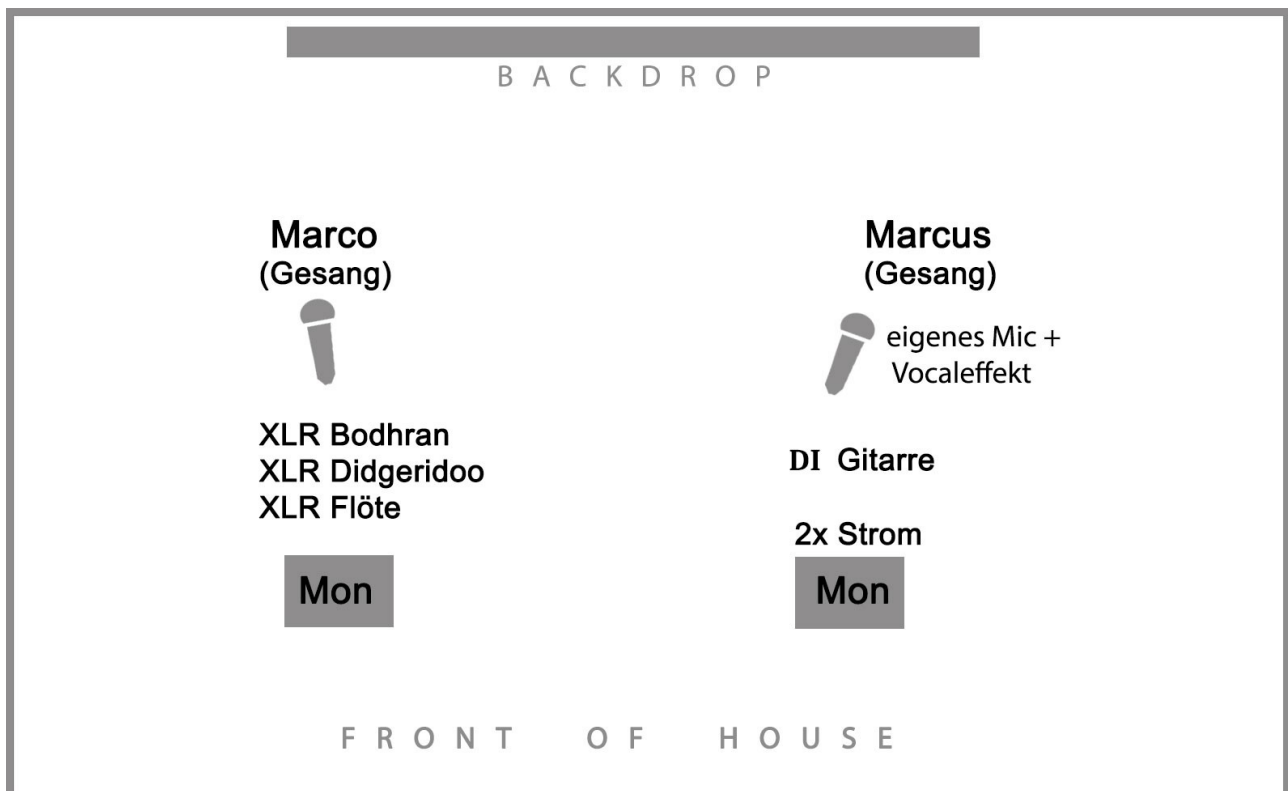 BACKDROP
Marco
(Gesang)
XLR Bodhran
XLR Didgeridoo
XLR Flöte
Mon
Marcus
(Gesang)
eigenes Mic +
Vocaleffekt
DI Gitarre
2x Strom
Mon
FRONT OF HOUSE